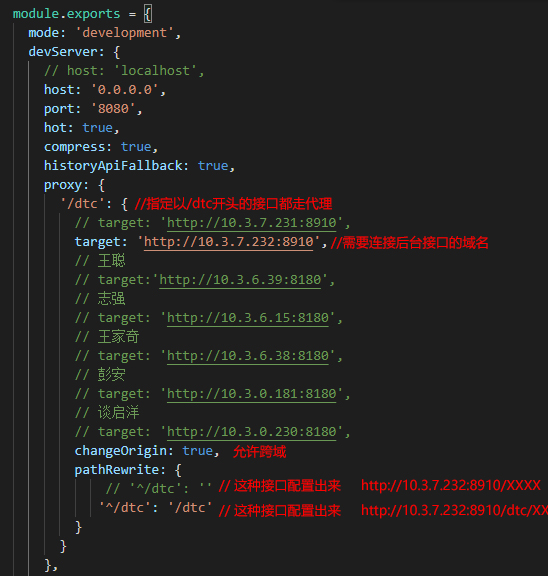 module.exports = {
mode: 'development',
devServer: {
// host: 'localhost',
host: '0.0.0.0',
port: '8080',
hot: true,
compress: true,
historyApiFallback: true,
proxy: {
'/dtc': { //指定以/dtc开头的接口都走代理
// target: 'http://10.3.7.231:8910',
target: 'http://10.3.7.232:8910', //需要连接后台接口的域名
// 王聪
// target:'http://10.3.6.39:8180',
// 志强
// target: 'http://10.3.6.15:8180',
// 王家奇
// target: 'http://10.3.6.38:8180',
// 彭安
// target: 'http://10.3.0.181:8180',
// 谈启洋
// target: 'http://10.3.0.230:8180',
changeOrigin: true, 允许跨域
pathRewrite: {
// '^/dtc': '' // 这种接口配置出来 http://10.3.7.232:8910/XXXX
'^/dtc': '/dtc' // 这种接口配置出来 http://10.3.7.232:8910/dtc/XX
}
}
},